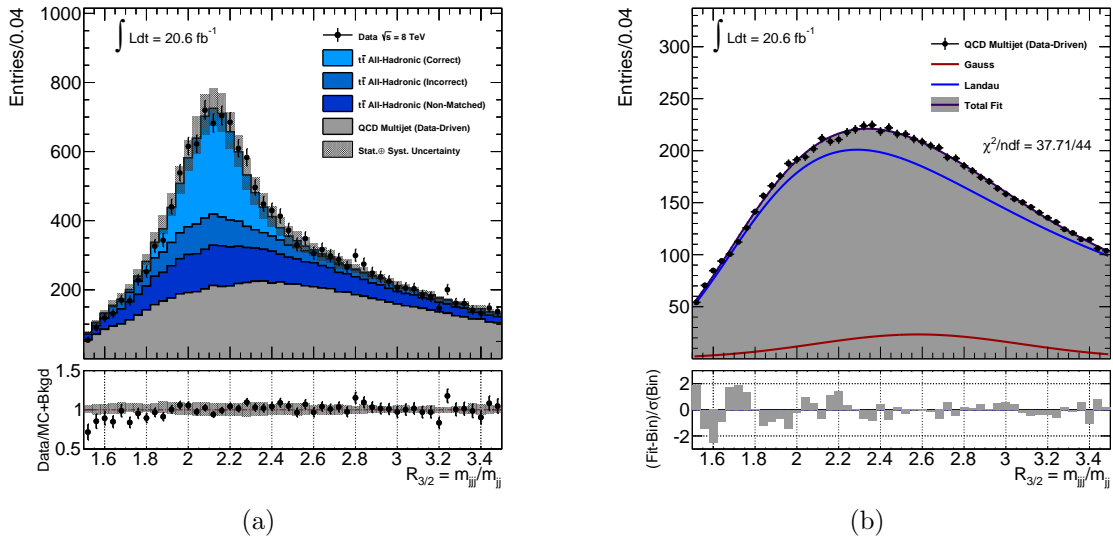 Entries/0.04
1000
800
600
400
200
∫ Ldt = 20.6 fb⁻¹
Data √s = 8 TeV
tt̄ All-Hadronic (Correct)
tt̄ All-Hadronic (Incorrect)
tt̄ All-Hadronic (Non-Matched)
QCD Multijet (Data-Driven)
Stat.⊕ Syst. Uncertainty
Data/MC+Bkgd
1.5
1
0.5
1.6 1.8 2 2.2 2.4 2.6 2.8 3 3.2 3.4
R3/2 = mjjj/mjj
(a)
Entries/0.04
300
250
200
150
100
50
∫ Ldt = 20.6 fb⁻¹
QCD Multijet (Data-Driven)
Gauss
Landau
Total Fit
χ²/ndf = 37.71/44
(Fit-Bin)/σ(Bin)
2
0
-2
1.6 1.8 2 2.2 2.4 2.6 2.8 3 3.2 3.4
R3/2 = mjjj/mjj
(b)